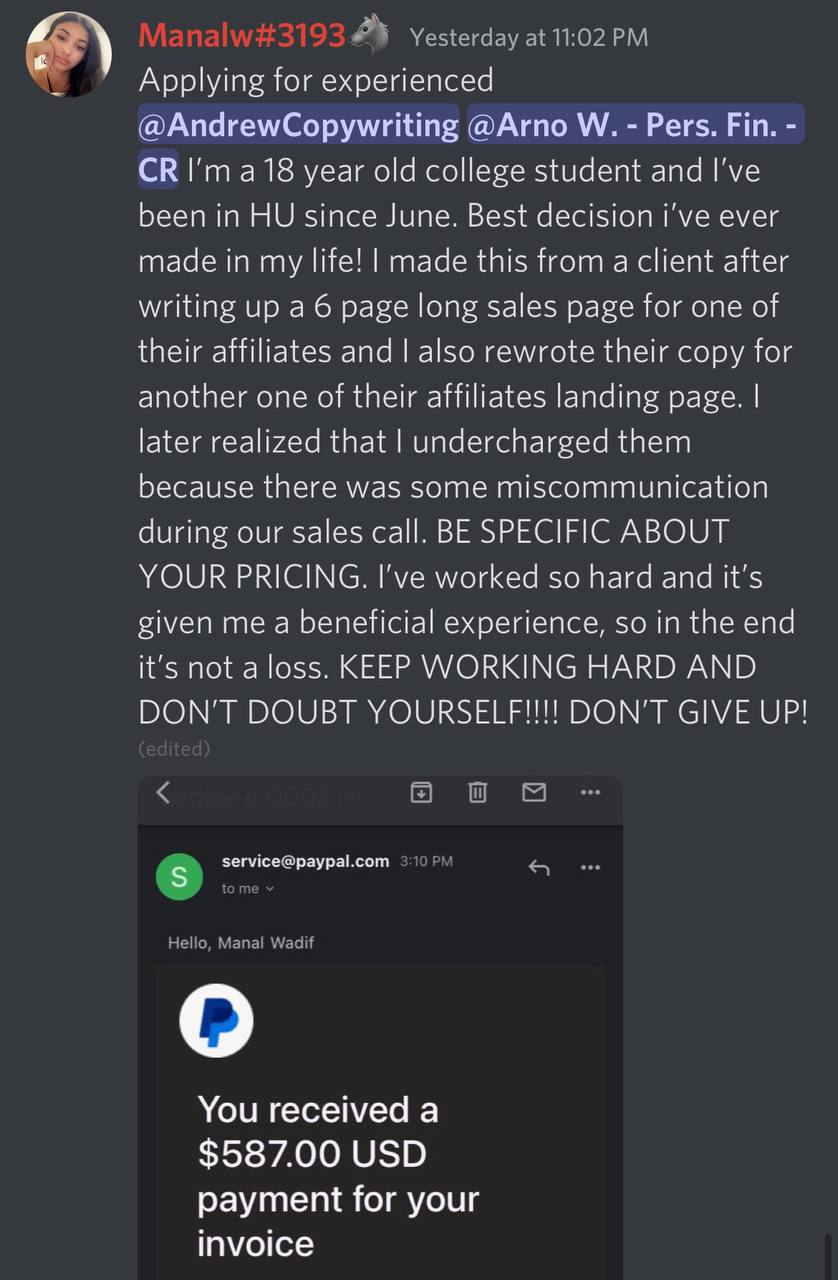 Manalw#3193 Yesterday at 11:02 PM
Applying for experienced
@AndrewCopywriting @Arno W. - Pers. Fin. -
CR I’m a 18 year old college student and I’ve
been in HU since June. Best decision i’ve ever
made in my life! I made this from a client after
writing up a 6 page long sales page for one of
their affiliates and I also rewrote their copy for
another one of their affiliates landing page. I
later realized that I undercharged them
because there was some miscommunication
during our sales call. BE SPECIFIC ABOUT
YOUR PRICING. I’ve worked so hard and it’s
given me a beneficial experience, so in the end
it’s not a loss. KEEP WORKING HARD AND
DON’T DOUBT YOURSELF!!!! DON’T GIVE UP!
(edited)
voice # 0002
S
service@paypal.com 3:10 PM
to me
Hello, Manal Wadif
You received a
$587.00 USD
payment for your
invoice